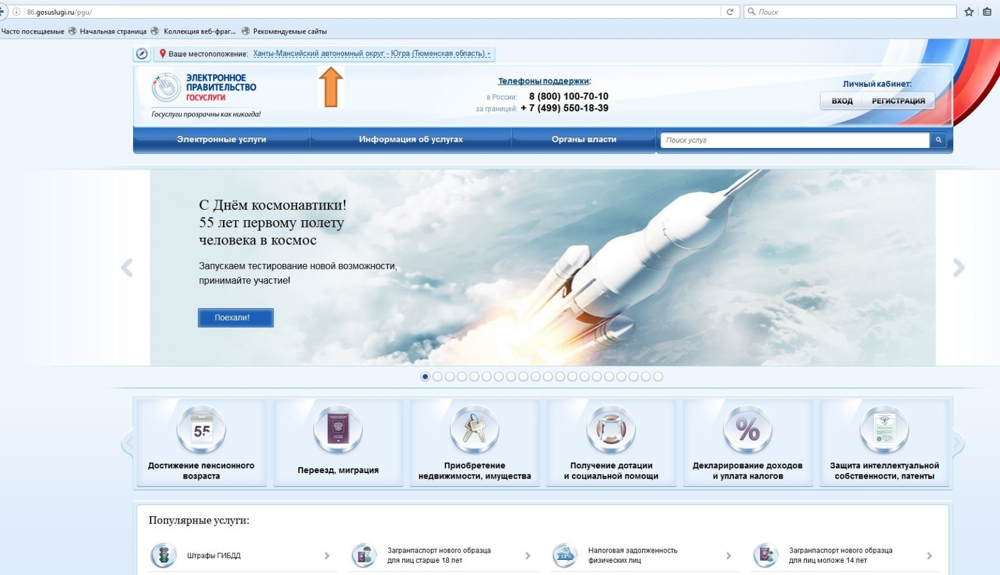 86.gosuslugi.ru/pgu/
Поиск
Часто посещаемые Начальная страница Коллекция веб-фраг... Рекомендуемые сайты
Ваше местоположение: Ханты-Мансийский автономный округ - Югра (Тюменская область)
ЭЛЕКТРОННОЕ
ПРАВИТЕЛЬСТВО
ГОСУСЛУГИ
Госуслуги прозрачны как никогда!
Телефоны поддержки:
в России: 8 (800) 100-70-10
за границей: + 7 (499) 550-18-39
Личный кабинет:
ВХОД РЕГИСТРАЦИЯ
Электронные услуги Информация об услугах Органы власти Поиск услуг
С Днём космонавтики!
55 лет первому полету
человека в космос
Запускаем тестирование новой возможности,
принимайте участие!
Поехали!
55
%
Достижение пенсионного
возраста
Переезд, миграция
Приобретение
недвижимости, имущества
Получение дотации
и социальной помощи
Декларирование доходов
и уплата налогов
Защита интеллектуальной
собственности, патенты
Популярные услуги:
Штрафы ГИБДД
Загранпаспорт нового образца
для лиц старше 18 лет
13%
Налоговая задолженность
физических лиц
Загранпаспорт нового образца
для лиц моложе 14 лет